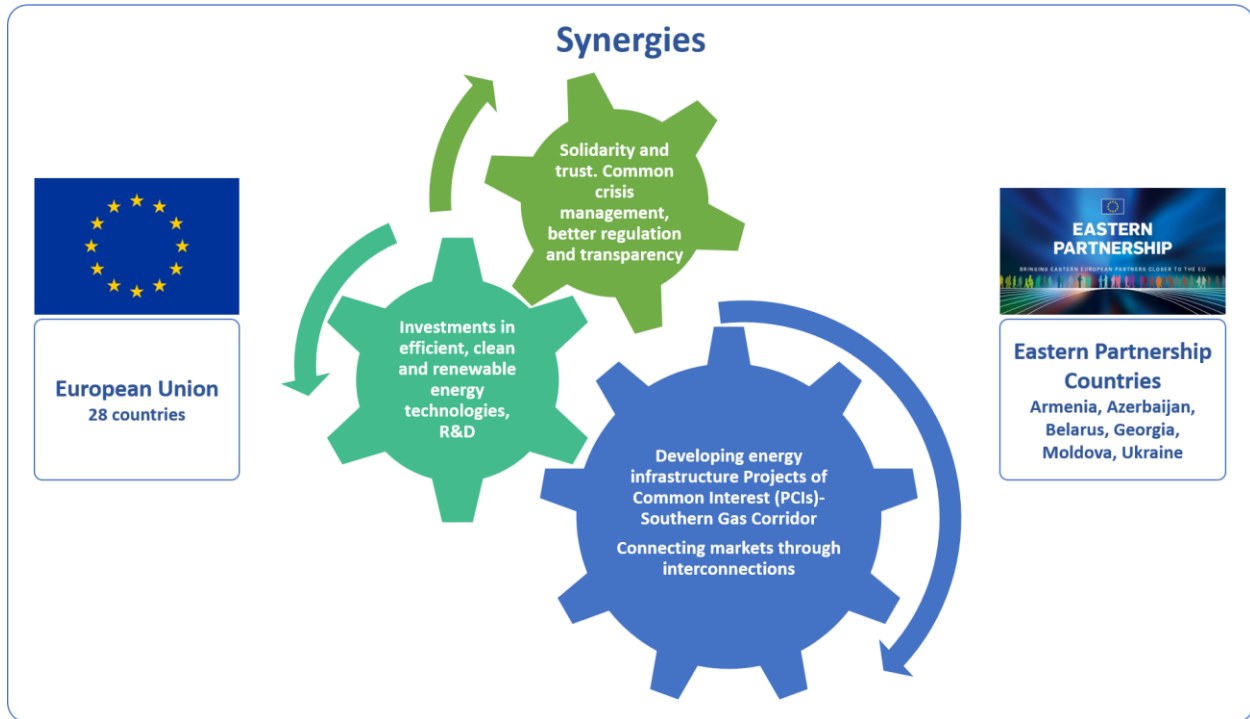 Synergies
Solidarity and
trust. Common
crisis
management,
better regulation
and transparency
European Union
28 countries
Investments in
efficient, clean
and renewable
energy
technologies,
R&D
Developing energy
infrastructure Projects of
Common Interest (PCIs)-
Southern Gas Corridor
Connecting markets through
interconnections
EASTERN
PARTNERSHIP
BRINGING EASTERN EUROPEAN PARTNERS CLOSER TO THE EU
Eastern Partnership
Countries
Armenia, Azerbaijan,
Belarus, Georgia,
Moldova, Ukraine